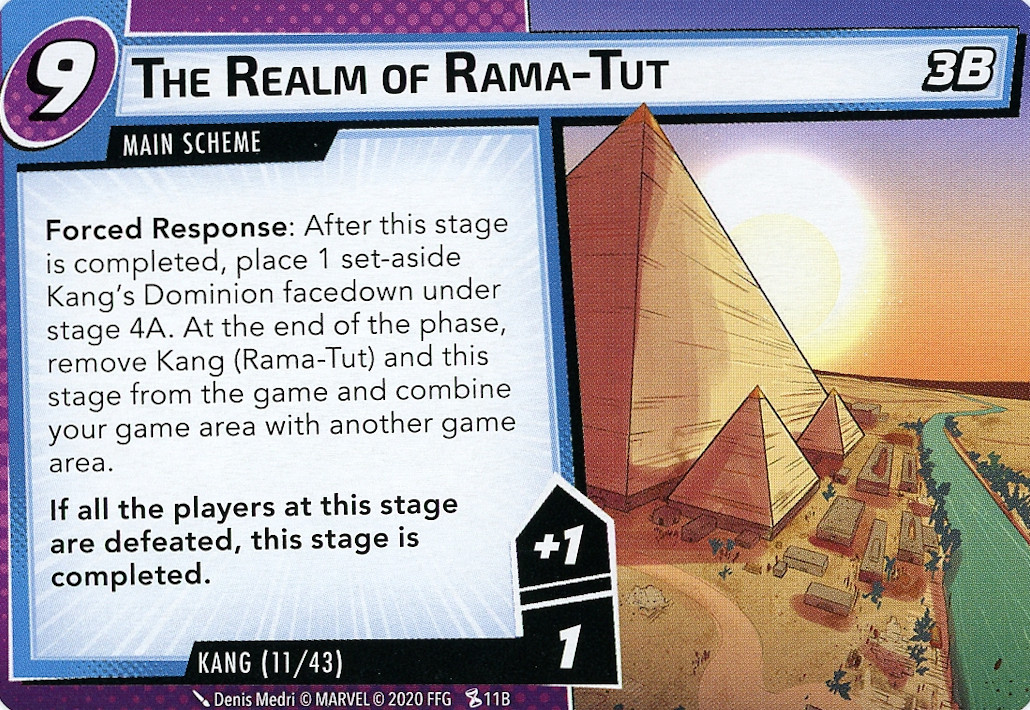 9
THE REALM OF RAMA-TUT
3B
MAIN SCHEME
Forced Response: After this stage
is completed, place 1 set-aside
Kang's Dominion facedown under
stage 4A. At the end of the phase,
remove Kang (Rama-Tut) and this
stage from the game and combine
your game area with another game
area.
If all the players at this stage
are defeated, this stage is
completed.
+1
1
KANG (11/43)
Denis Medri © MARVEL © 2020 FFG 11B